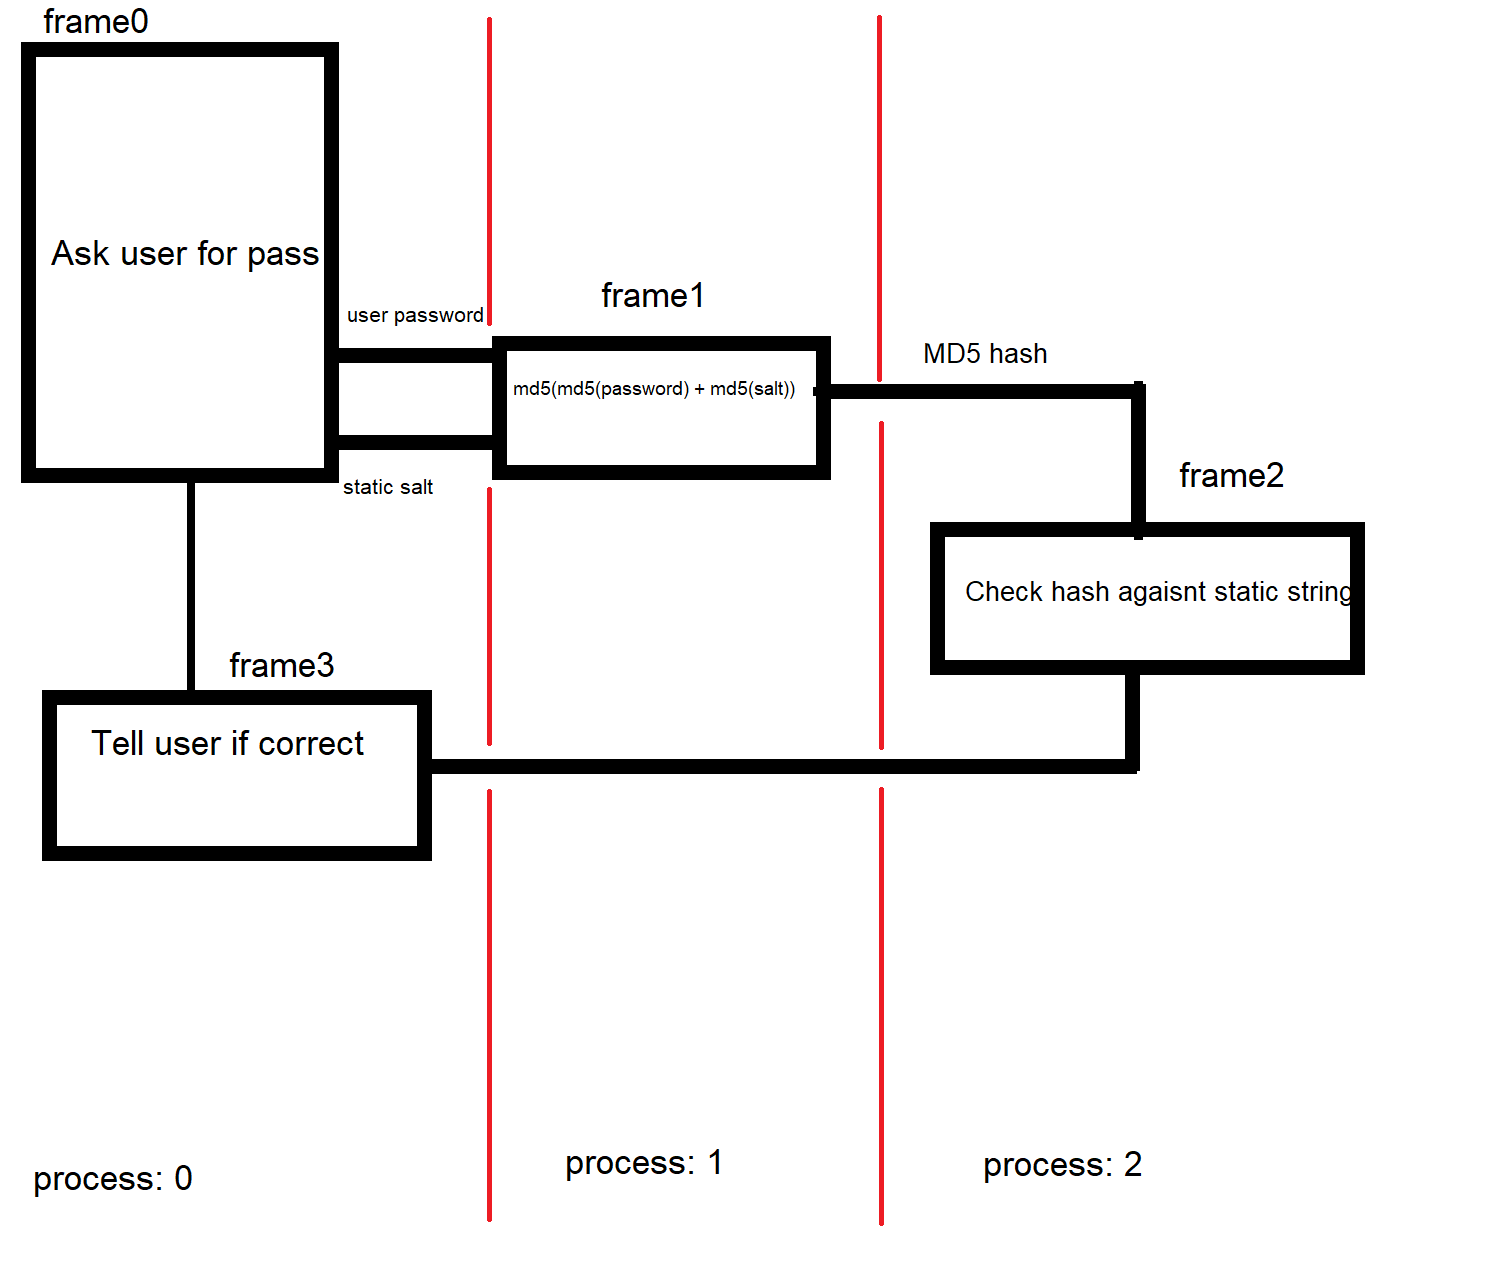 frame0
Ask user for pass
user password
static salt
frame1
md5(md5(password) + md5(salt))
MD5 hash
frame2
Check hash agaisnt static string
frame3
Tell user if correct
process: 0
process: 1
process: 2